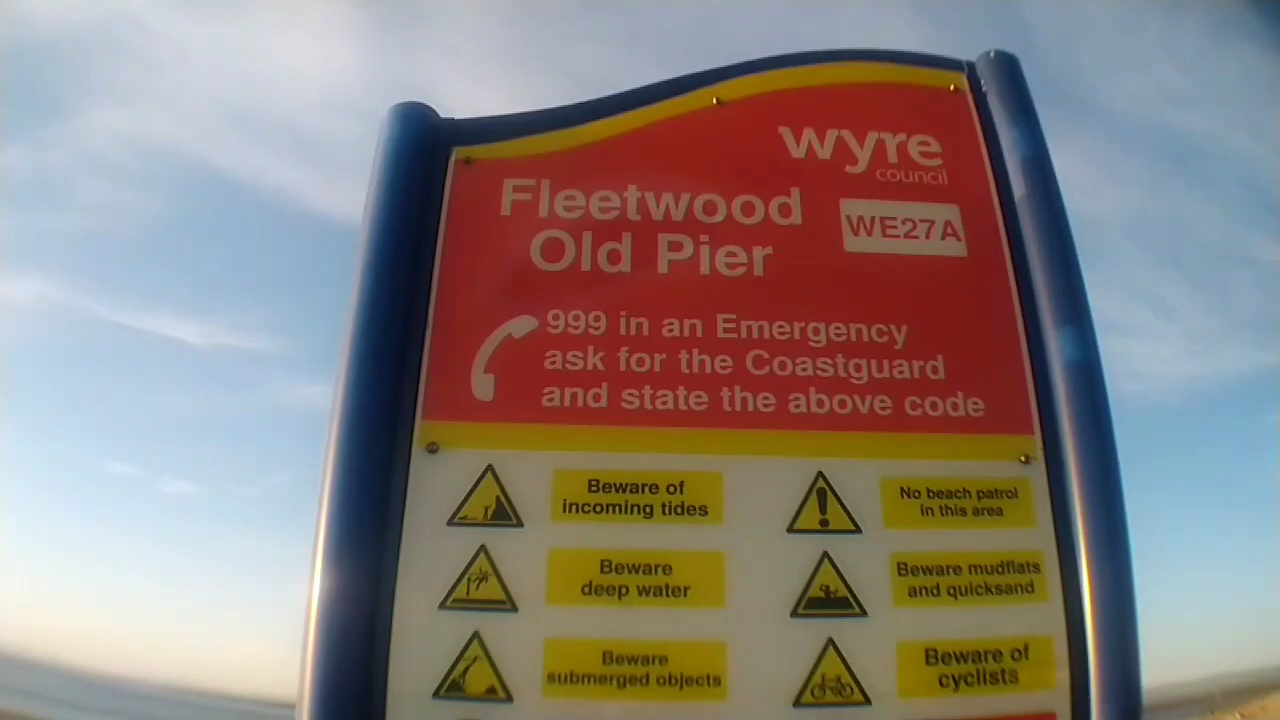 wyre
council
Fleetwood
Old Pier
WE27A
999 in an Emergency
ask for the Coastguard
and state the above code
Beware of
incoming tides
No beach patrol
in this area
Beware
deep water
Beware mudflats
and quicksand
Beware
submerged objects
Beware of
cyclists